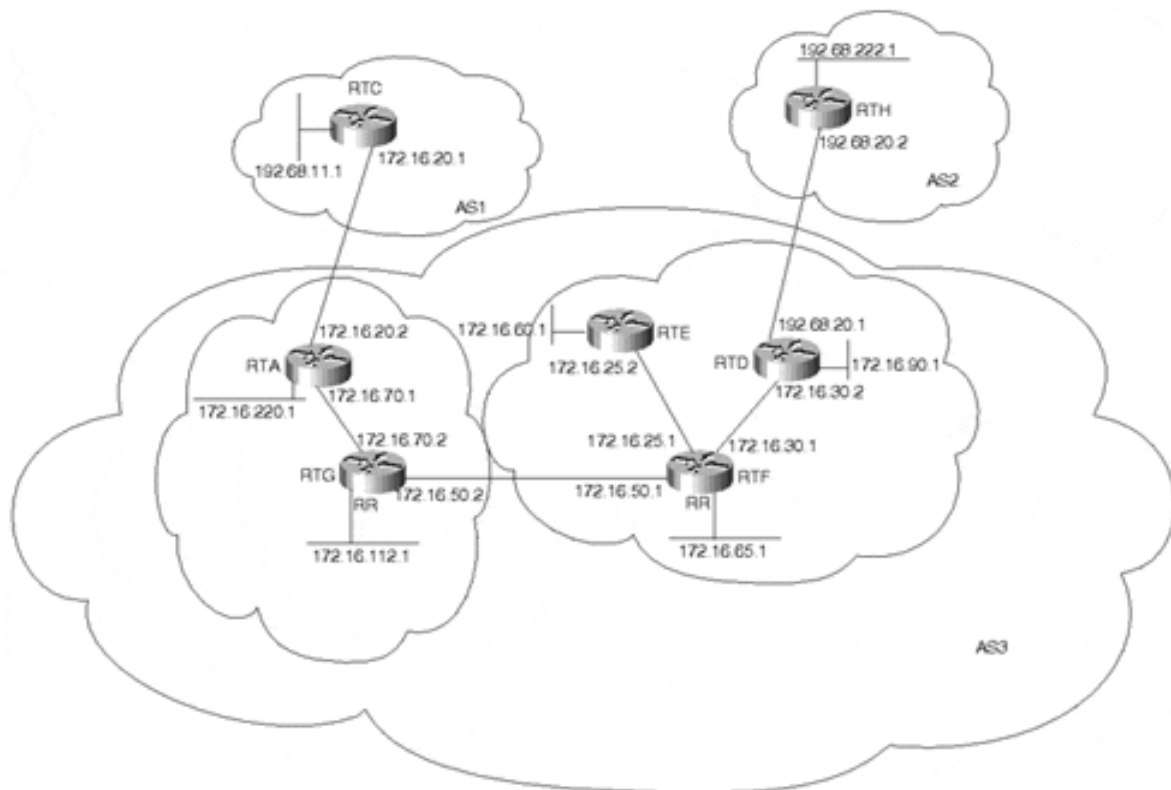 192.68.222.1
RTC
RTH
192.68.11.1
172.16.20.1
192.68.20.2
AS1
AS2
172.16.20.2
172.16.60.1
RTE
192.68.20.1
RTA
172.16.25.2
RTD
172.16.90.1
172.16.70.1
172.16.30.2
172.16.220.1
172.16.70.2
172.16.25.1
172.16.30.1
RTG
172.16.50.2
172.16.50.1
RTF
RR
RR
172.16.112.1
172.16.65.1
AS3